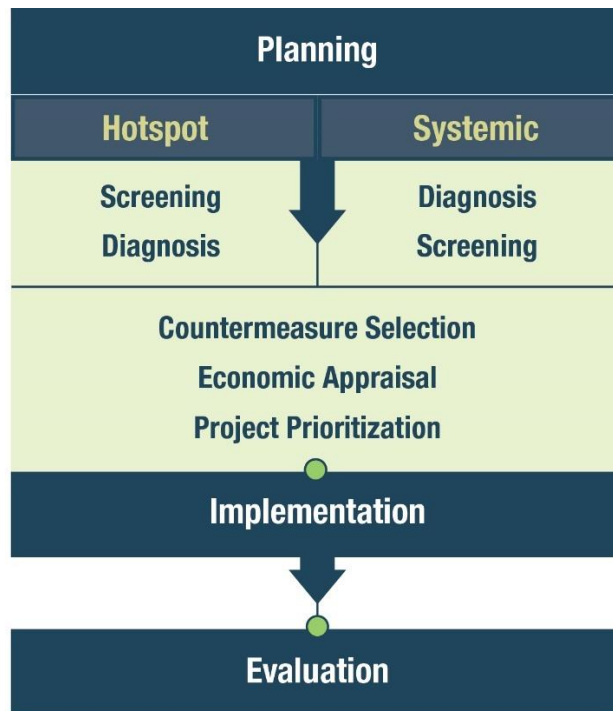 Planning
Hotspot
Systemic
Screening
Diagnosis
Diagnosis
Screening
Countermeasure Selection
Economic Appraisal
Project Prioritization
Implementation
Evaluation